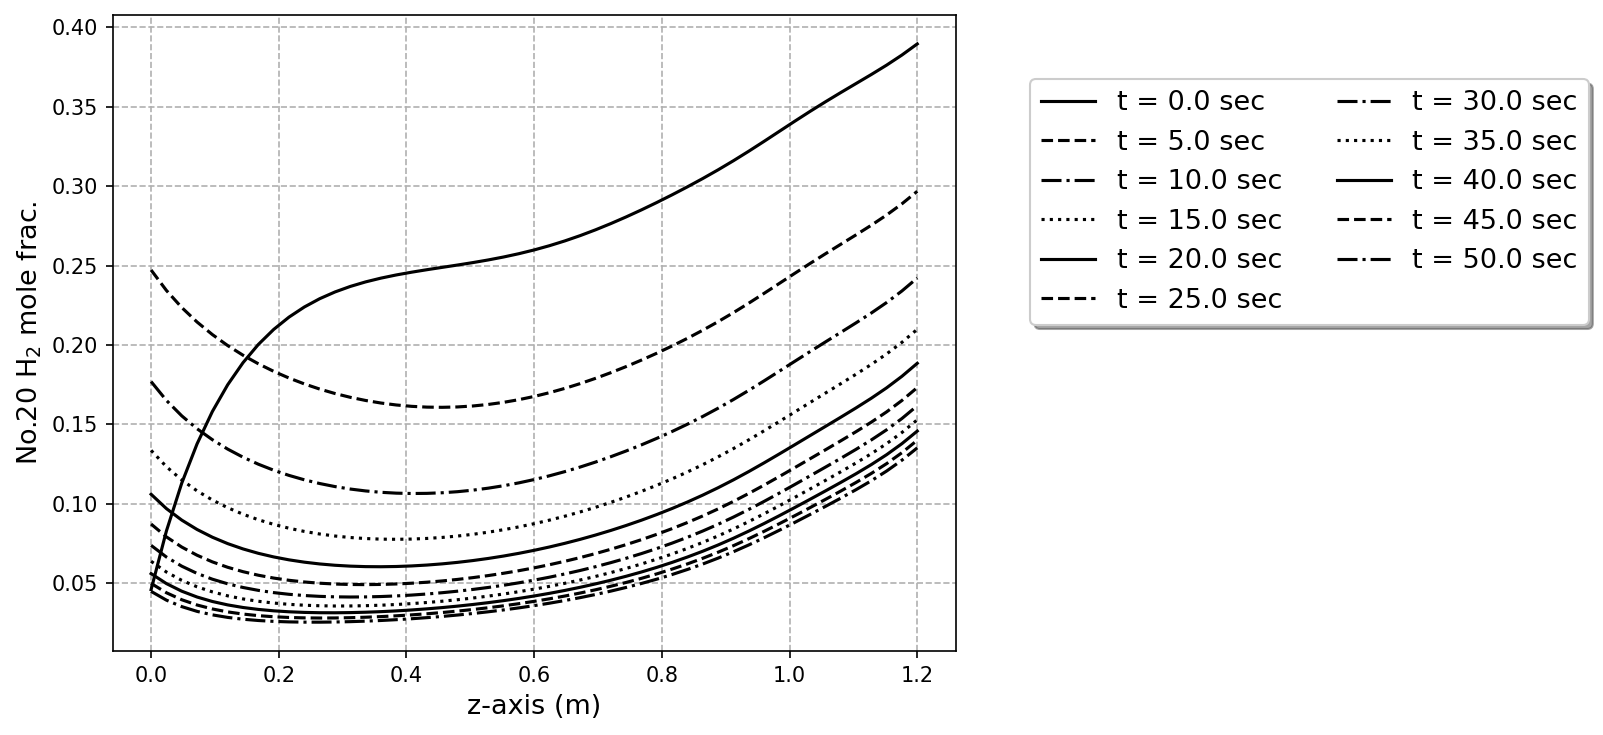 0.40
0.35
0.30
0.25
0.20
0.15
0.10
0.05
No.20 H₂ mole frac.
0.0 0.2 0.4 0.6 0.8 1.0 1.2
z-axis (m)
t = 0.0 sec
t = 5.0 sec
t = 10.0 sec
t = 15.0 sec
t = 20.0 sec
t = 25.0 sec
t = 30.0 sec
t = 35.0 sec
t = 40.0 sec
t = 45.0 sec
t = 50.0 sec